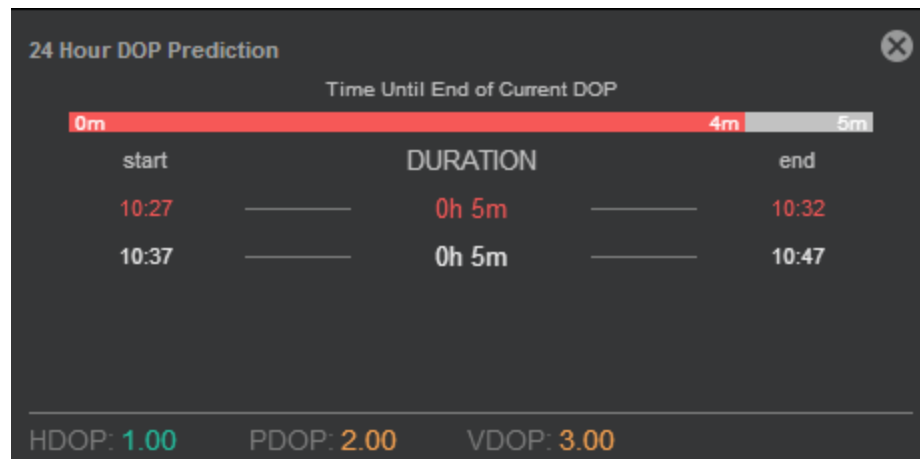 24 Hour DOP Prediction
Time Until End of Current DOP
0m 4m 5m
start DURATION end
10:27 0h 5m 10:32
10:37 0h 5m 10:47
HDOP: 1.00 PDOP: 2.00 VDOP: 3.00